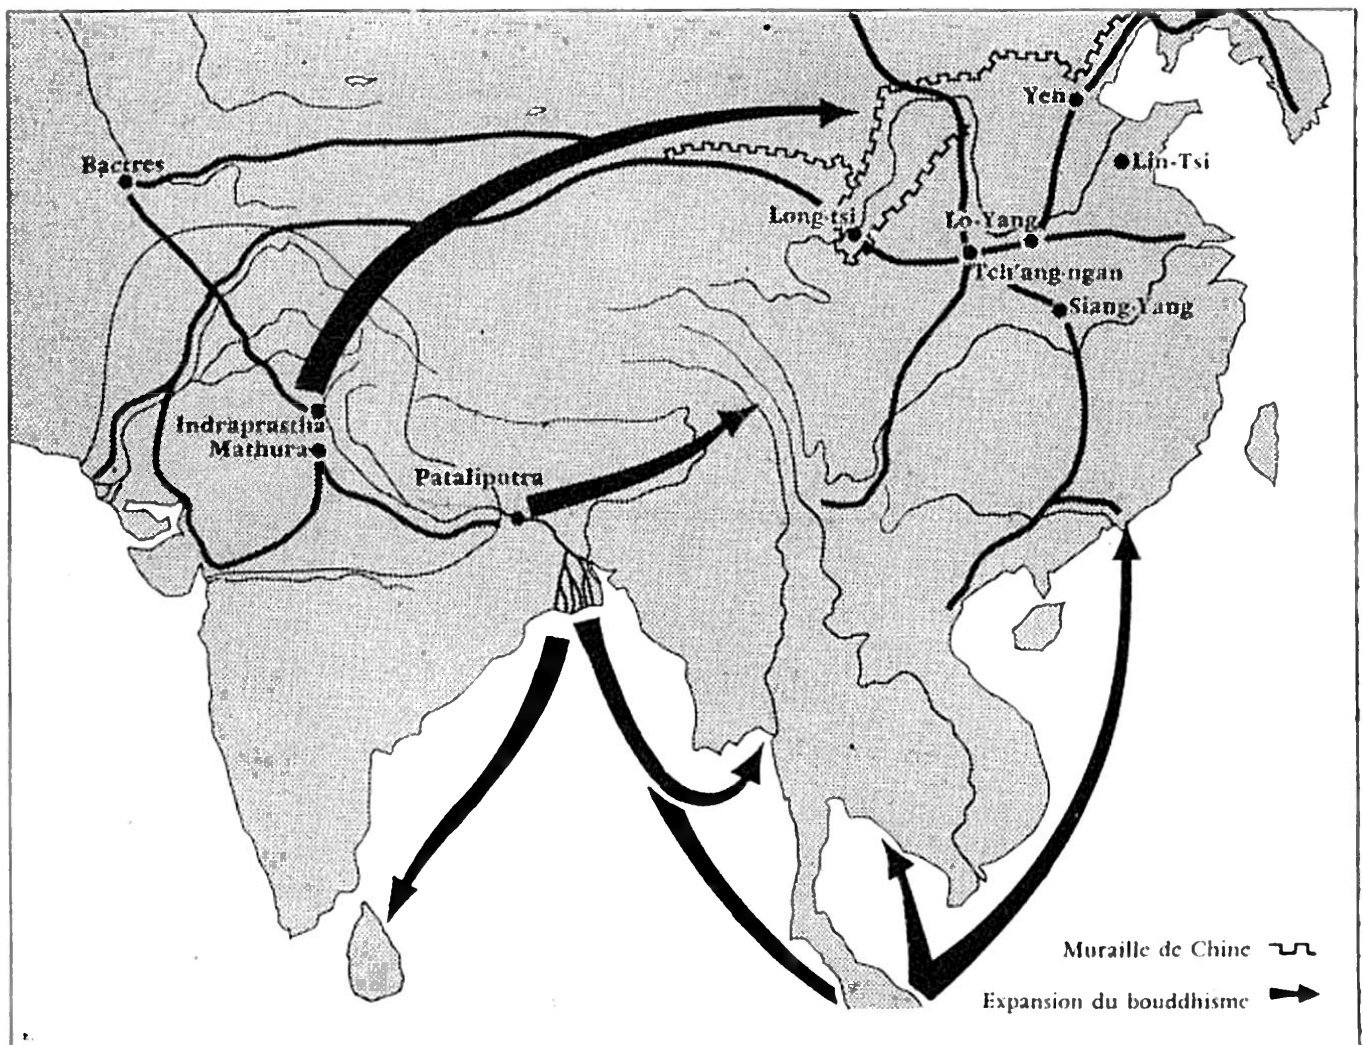 Yen
Bactres
Lin-Tsi
Long-tsi
Lo-Yang
Tch'ang-ngan
Siang-Yang
Indraprastha
Mathura
Pataliputra
Muraille de Chine
Expansion du bouddhisme